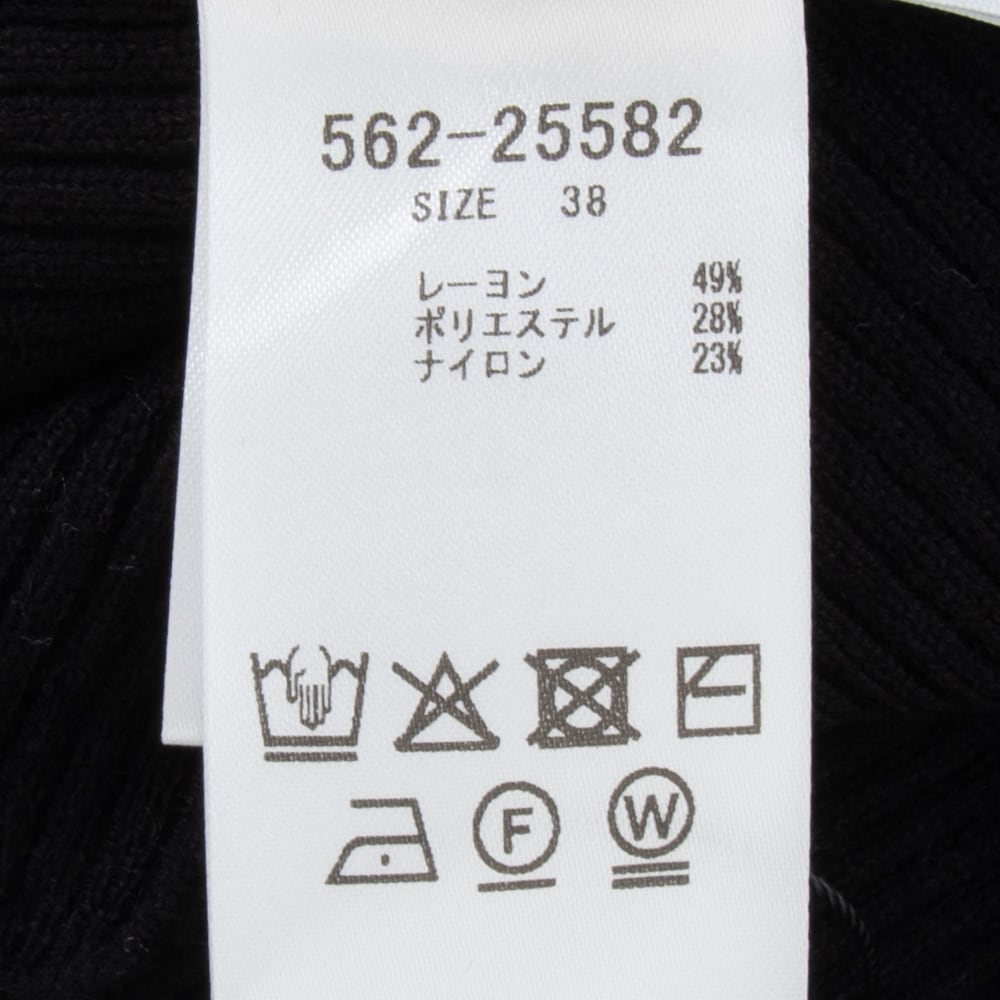 562-25582
SIZE 38
レーヨン 49%
ポリエステル 28%
ナイロン 23%
F W